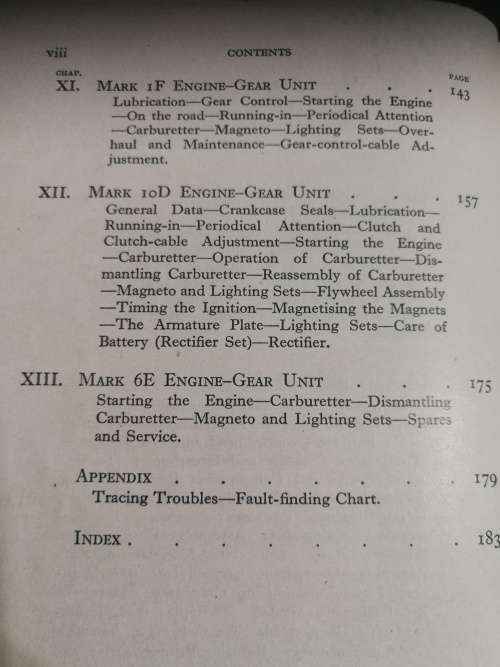 viii CONTENTS
CHAP. PAGE
XI. MARK 1F ENGINE–GEAR UNIT . . . 143
Lubrication—Gear Control—Starting the Engine
—On the road—Running-in—Periodical Attention
—Carburetter—Magneto—Lighting Sets—Over-
haul and Maintenance—Gear-control-cable Ad-
justment.
XII. MARK 10D ENGINE–GEAR UNIT . . . 157
General Data—Crankcase Seals—Lubrication—
Running-in—Periodical Attention—Clutch and
Clutch-cable Adjustment—Starting the Engine
—Carburetter—Operation of Carburetter—Dis-
mantling Carburetter—Reassembly of Carburetter
—Magneto and Lighting Sets—Flywheel Assembly
—Timing the Ignition—Magnetising the Magnets
—The Armature Plate—Lighting Sets—Care of
Battery (Rectifier Set)—Rectifier.
XIII. MARK 6E ENGINE–GEAR UNIT . . . 175
Starting the Engine—Carburetter—Dismantling
Carburetter—Magneto and Lighting Sets—Spares
and Service.
APPENDIX . . . . . . . 179
Tracing Troubles—Fault-finding Chart.
INDEX . . . . . . . . 183